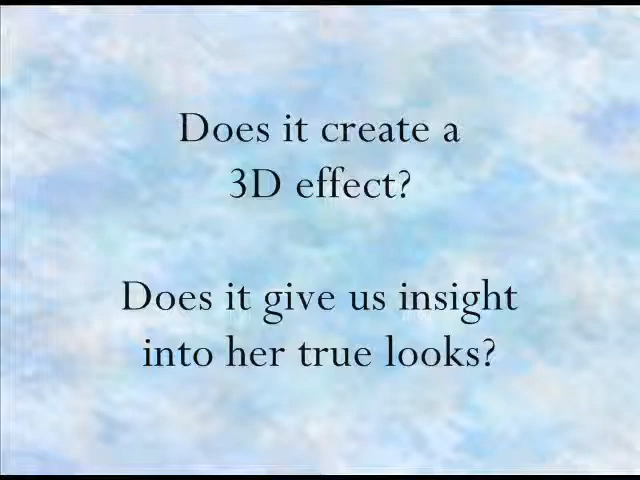 Does it create a
3D effect?
Does it give us insight
into her true looks?